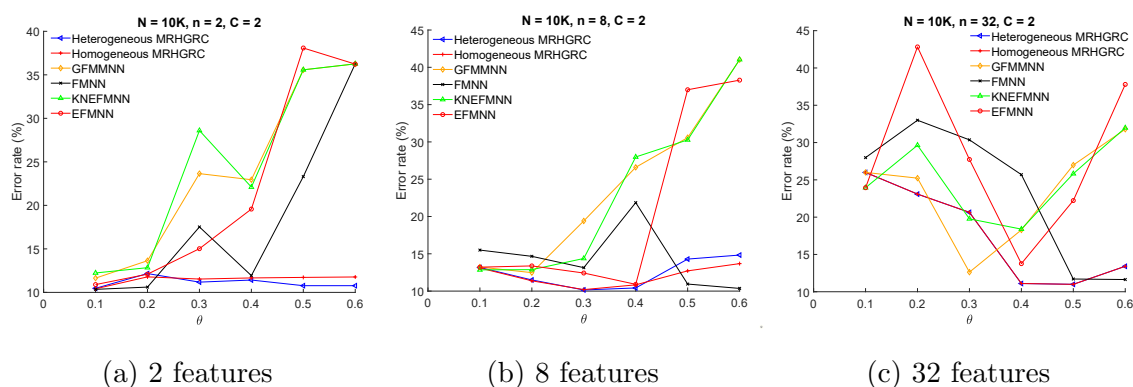 N = 10K, n = 2, C = 2
Heterogeneous MRHGRC
Homogeneous MRHGRC
GFMMNN
FMNN
KNEFMNN
EFMNN
Error rate (%)
40
35
30
25
20
15
10
0 0.1 0.2 0.3 0.4 0.5 0.6
θ
(a) 2 features
N = 10K, n = 8, C = 2
Heterogeneous MRHGRC
Homogeneous MRHGRC
GFMMNN
FMNN
KNEFMNN
EFMNN
Error rate (%)
45
40
35
30
25
20
15
10
0 0.1 0.2 0.3 0.4 0.5 0.6
θ
(b) 8 features
N = 10K, n = 32, C = 2
Heterogeneous MRHGRC
Homogeneous MRHGRC
GFMMNN
FMNN
KNEFMNN
EFMNN
Error rate (%)
45
40
35
30
25
20
15
10
0 0.1 0.2 0.3 0.4 0.5 0.6
θ
(c) 32 features